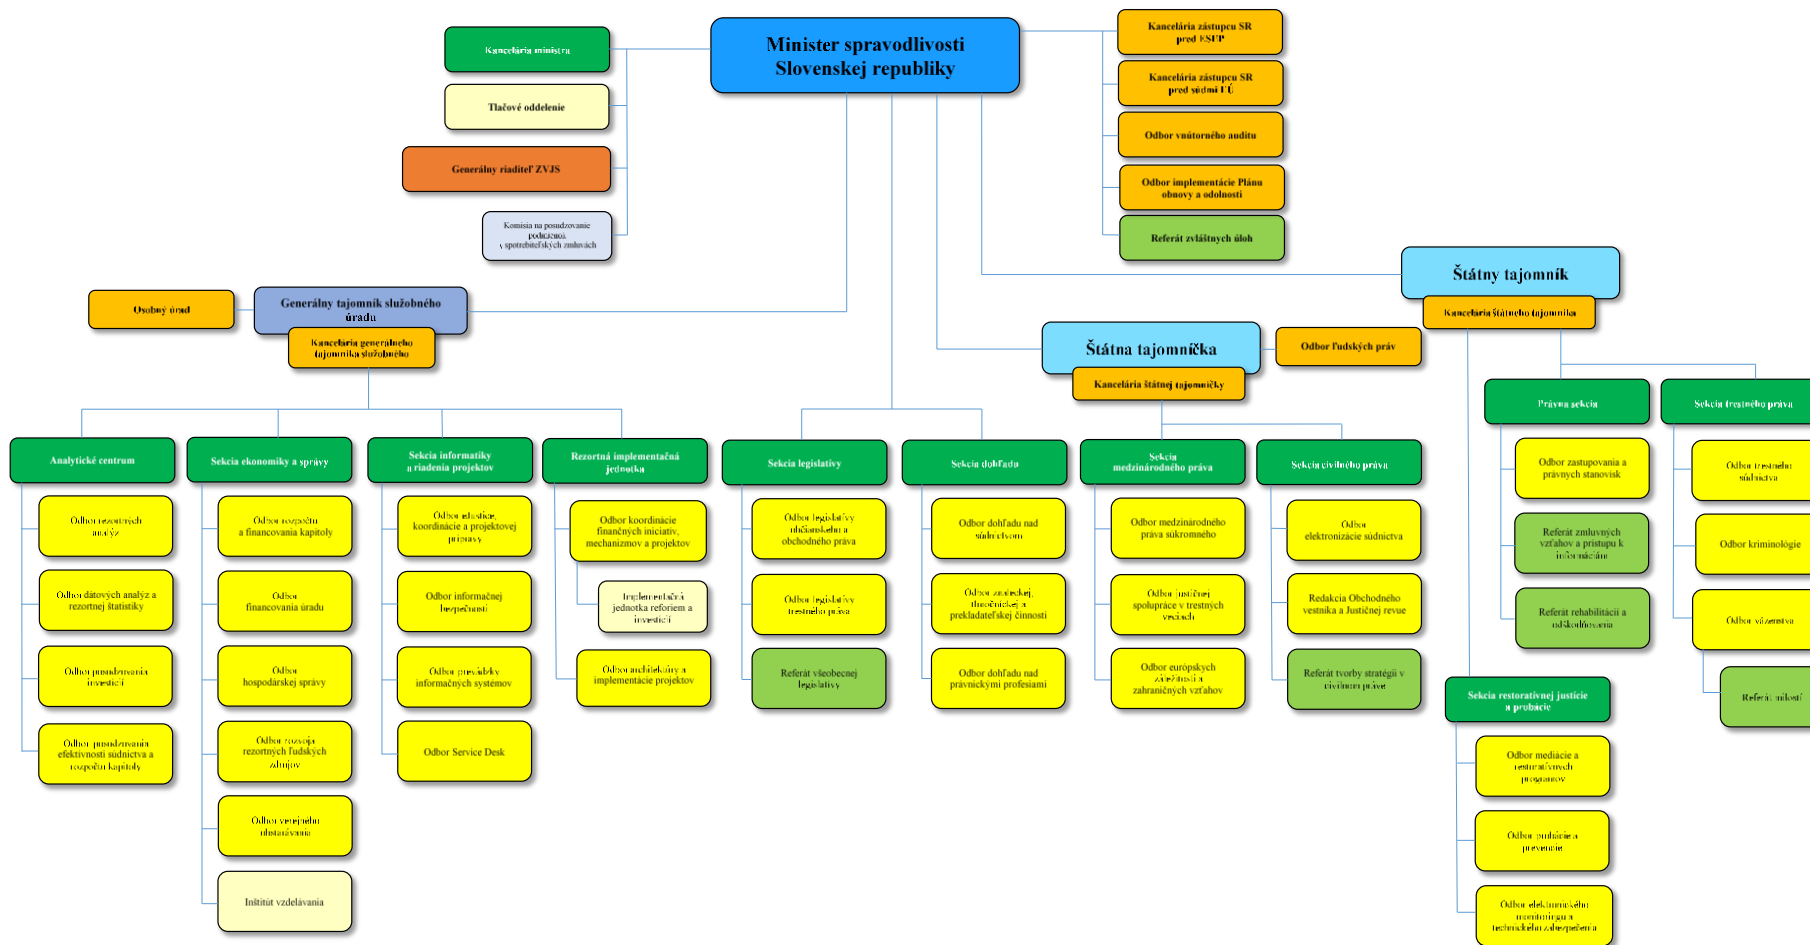 Minister spravodlivosti
Slovenskej republiky
Kancelária ministra
Tlačové oddelenie
Generálny riaditeľ ZVJS
Komisia na posudzovanie
podmienok
v spotrebiteľských zmluvách
Kancelária zástupcu SR
pred ESĽP
Kancelária zástupcu SR
pred súdmi EÚ
Odbor vnútorného auditu
Odbor implementácie Plánu
obnovy a odolnosti
Referát zvláštnych úloh
Osobný úrad
Generálny tajomník služobného
úradu
Kancelária generálneho
tajomníka služobného
Štátny tajomník
Kancelária štátneho tajomníka
Štátna tajomníčka
Kancelária štátnej tajomníčky
Odbor ľudských práv
Analytické centrum
Odbor rezortných
analýz
Odbor dátových analýz a
rezortnej štatistiky
Odbor posudzovania
investícií
Odbor posudzovania
efektívnosti súdnictva a
rozpočtu kapitoly
Sekcia ekonomiky a správy
Odbor rozpočtu
a financovania kapitoly
Odbor
financovania úradu
Odbor
hospodárskej správy
Odbor rozvoja
rezortných ľudských
zdrojov
Odbor verejného
obstarávania
Inštitút vzdelávania
Sekcia informatiky
a riadenia projektov
Odbor eJustice,
koordinácie a projektovej
prípravy
Odbor informačnej
bezpečnosti
Odbor prevádzky
informačných systémov
Odbor Service Desk
Rezortná implementačná
jednotka
Odbor koordinácie
finančných iniciatív,
mechanizmov a projektov
Implementačná
jednotka reforiem a
investícií
Odbor architektúry a
implementácie projektov
Sekcia legislatívy
Odbor legislatívy
občianskeho a
obchodného práva
Odbor legislatívy
trestného práva
Referát všeobecnej
legislatívy
Sekcia dohľadu
Odbor dohľadu nad
súdnictvom
Odbor znaleckej,
tlmočníckej a
prekladateľskej činnosti
Odbor dohľadu nad
právnickými profesiami
Sekcia
medzinárodného práva
Odbor medzinárodného
práva súkromného
Odbor justičnej
spolupráce v trestných
veciach
Odbor európskych
záležitostí a
zahraničných vzťahov
Sekcia civilného práva
Odbor
elektronizácie súdnictva
Redakcia Obchodného
vestníka a Justičnej revue
Referát tvorby stratégií v
civilnom práve
Právna sekcia
Odbor zastupovania a
právnych stanovísk
Referát zmluvných
vzťahov a prístupu k
informáciám
Referát rehabilitácií a
odškodňovania
Sekcia trestného práva
Odbor trestného
súdnictva
Odbor kriminológie
Odbor väzenstva
Referát milostí
Sekcia restoratívnej justície
a probácie
Odbor mediácie a
restoratívnych
programov
Odbor probácie a
prevencie
Odbor elektronického
monitoringu a
technického zabezpečenia